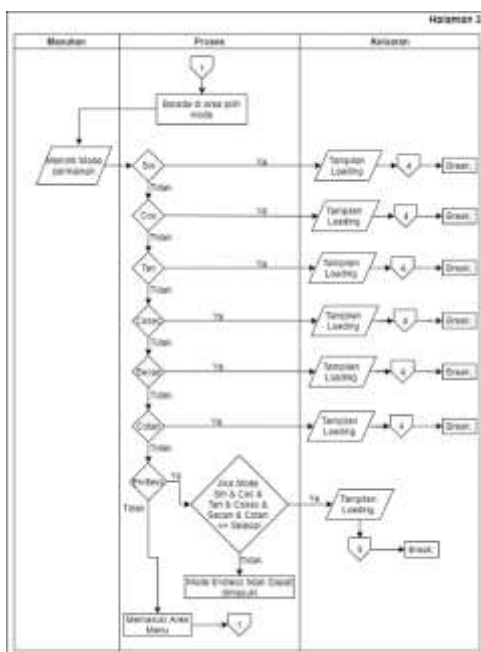 Halaman 3
Masukan Proses Keluaran
Berada di area pilih
mode
Memilih Mode
permainan
Sin
Ya
Tampilan
Loading
4
Break;
Tidak
Cos
Ya
Tampilan
Loading
4
Break;
Tidak
Tan
Ya
Tampilan
Loading
4
Break;
Tidak
Cosec
Ya
Tampilan
Loading
4
Break;
Tidak
Secan
Ya
Tampilan
Loading
4
Break;
Tidak
Cotan
Ya
Tampilan
Loading
4
Break;
Tidak
Endless
Ya
Tidak
Jika Mode
Sin & Cos &
Tan & Cosec &
Secan & Cotan
== Selesai
Ya
Tampilan
Loading
5
Break;
Tidak
Mode Endless tidak Dapat
dimasuki
Memasuki Area
Menu
1